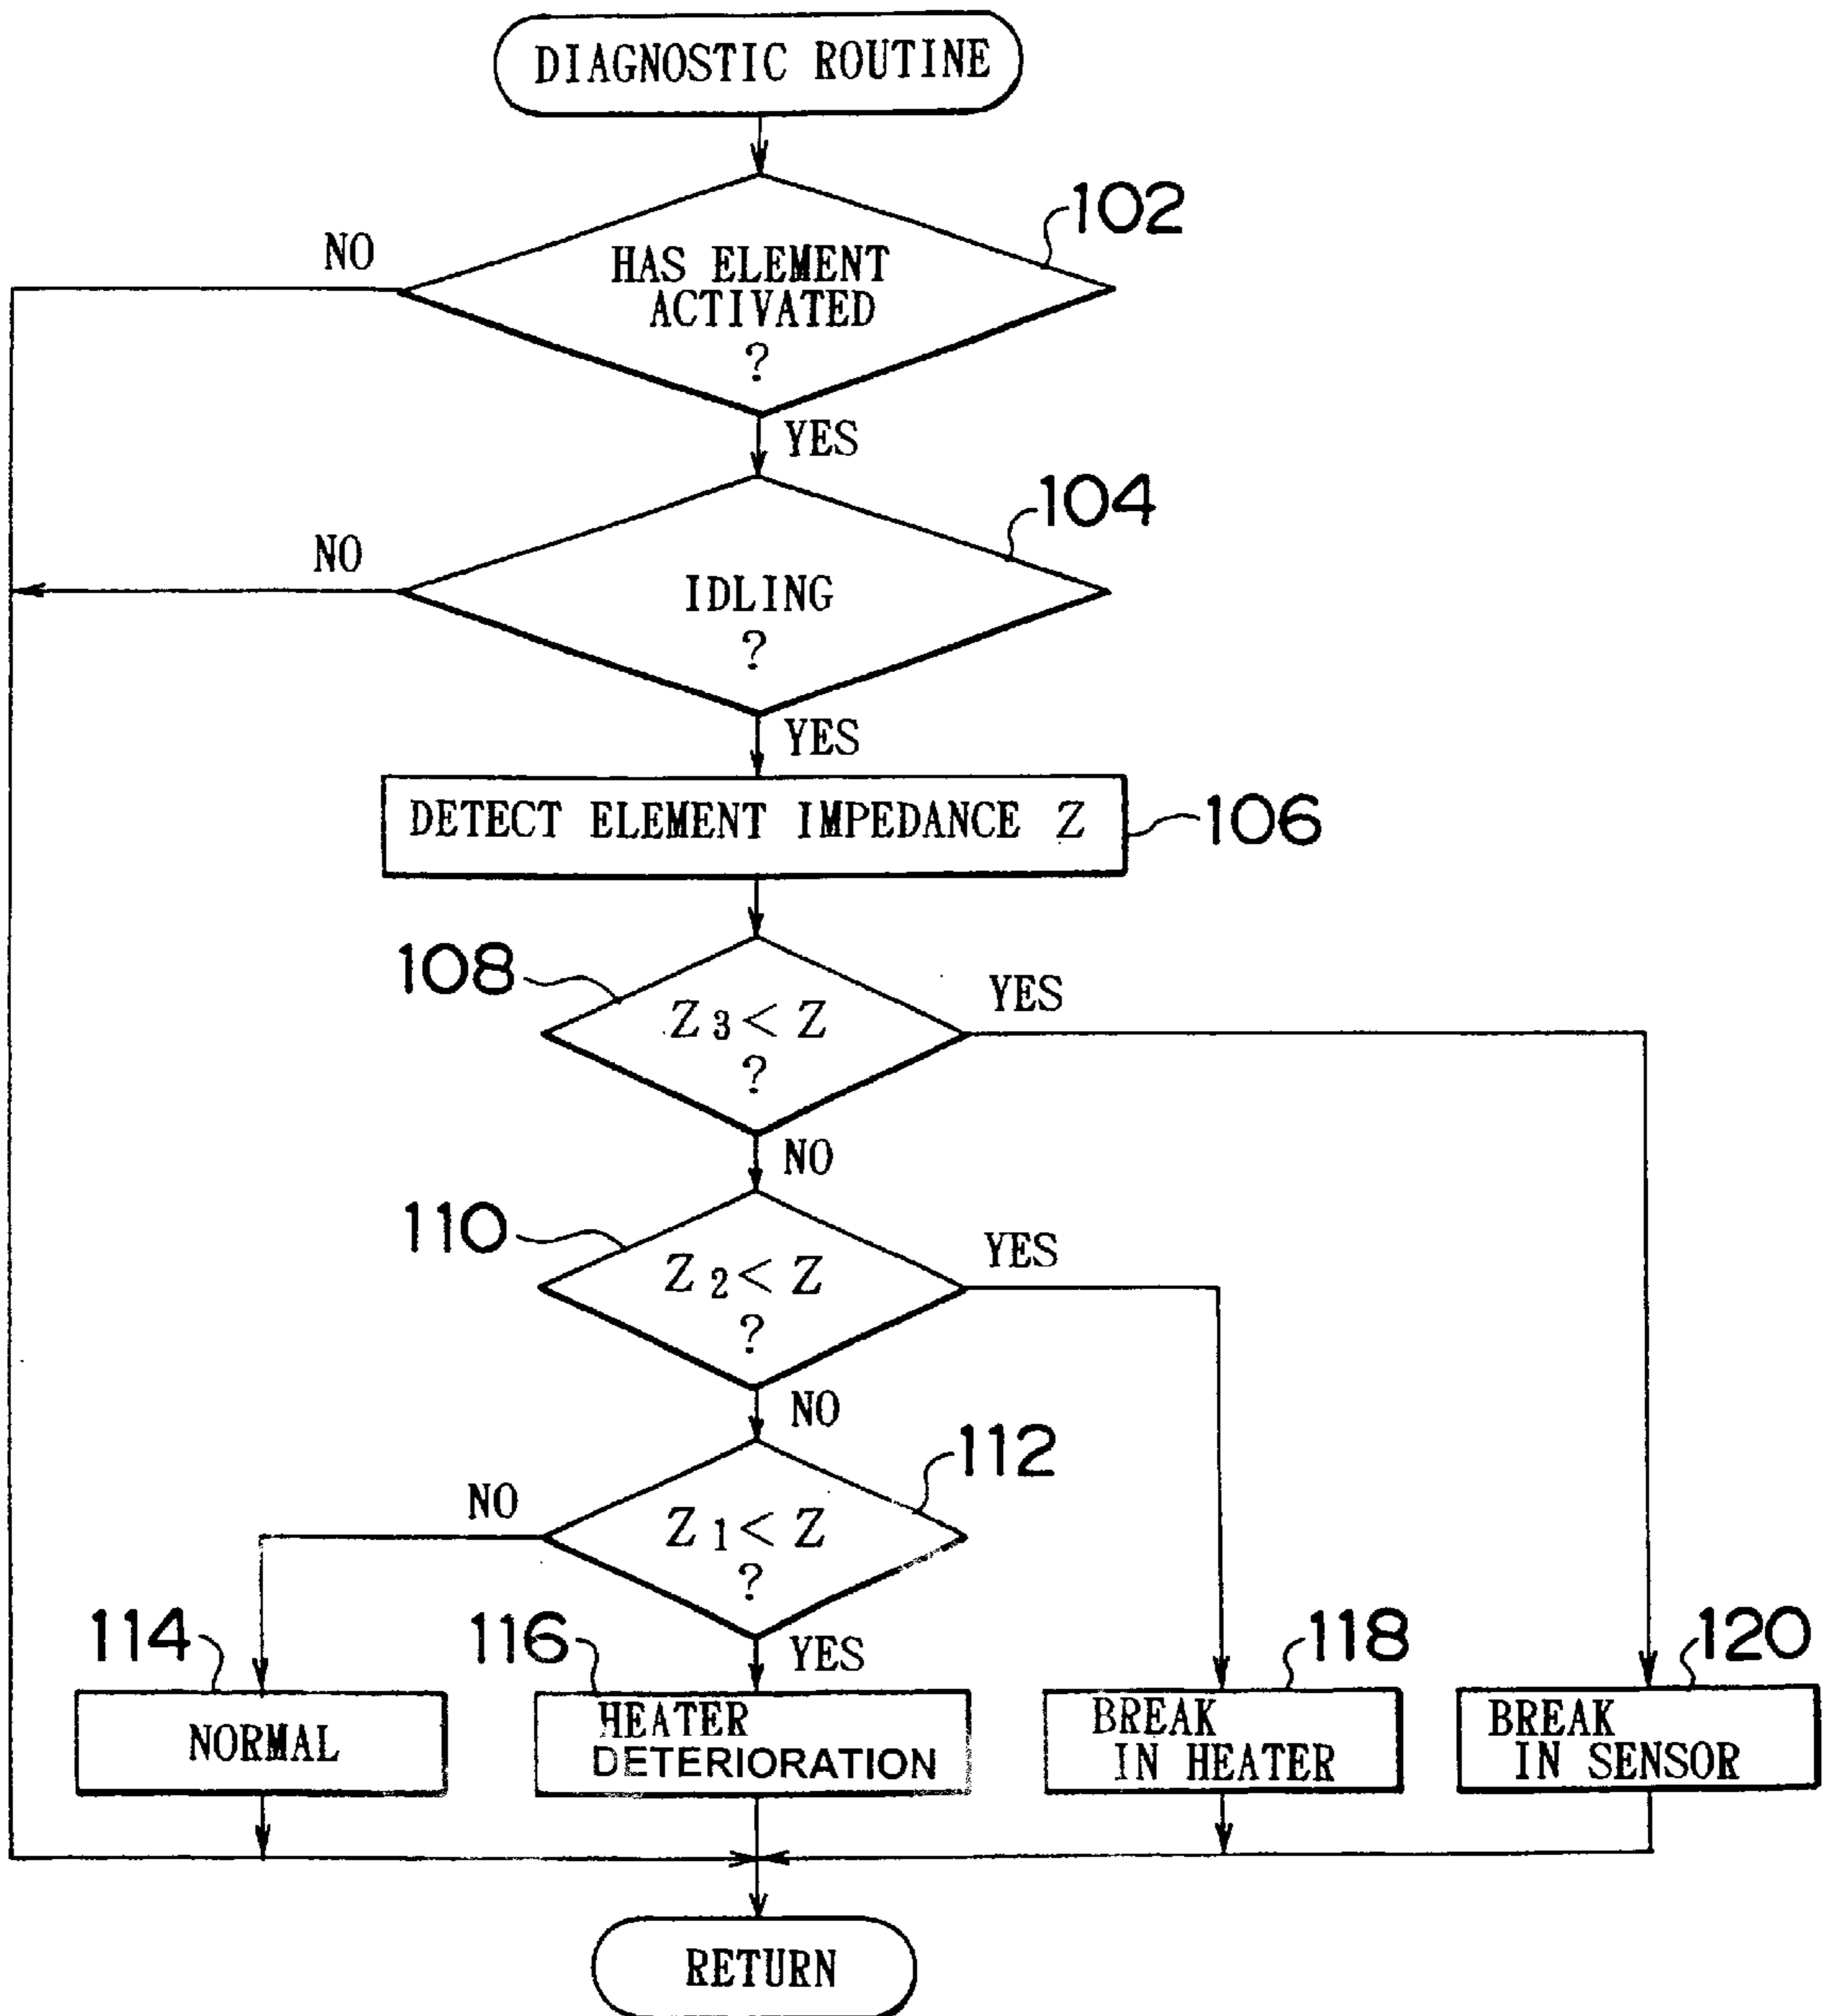 DIAGNOSTIC ROUTINE
102
NO
HAS ELEMENT
ACTIVATED
?
YES
104
NO
IDLING
?
YES
DETECT ELEMENT IMPEDANCE Z
106
108
Z3 < Z
?
YES
NO
110
Z2 < Z
?
YES
NO
112
NO
Z1 < Z
?
YES
114
NORMAL
116
HEATER
DETERIORATION
118
BREAK
IN HEATER
120
BREAK
IN SENSOR
RETURN